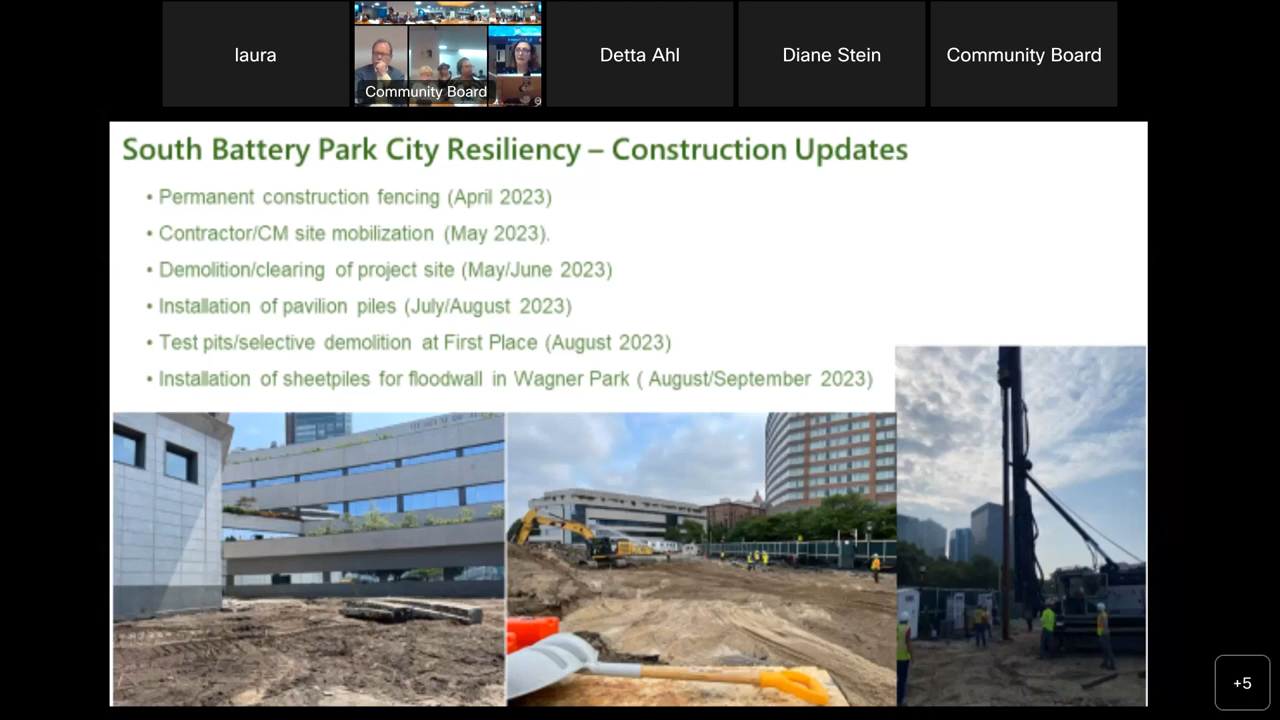 laura
Community Board
Detta Ahl
Diane Stein
Community Board
South Battery Park City Resiliency – Construction Updates
• Permanent construction fencing (April 2023)
• Contractor/CM site mobilization (May 2023).
• Demolition/clearing of project site (May/June 2023)
• Installation of pavilion piles (July/August 2023)
• Test pits/selective demolition at First Place (August 2023)
• Installation of sheetpiles for floodwall in Wagner Park ( August/September 2023)
+5